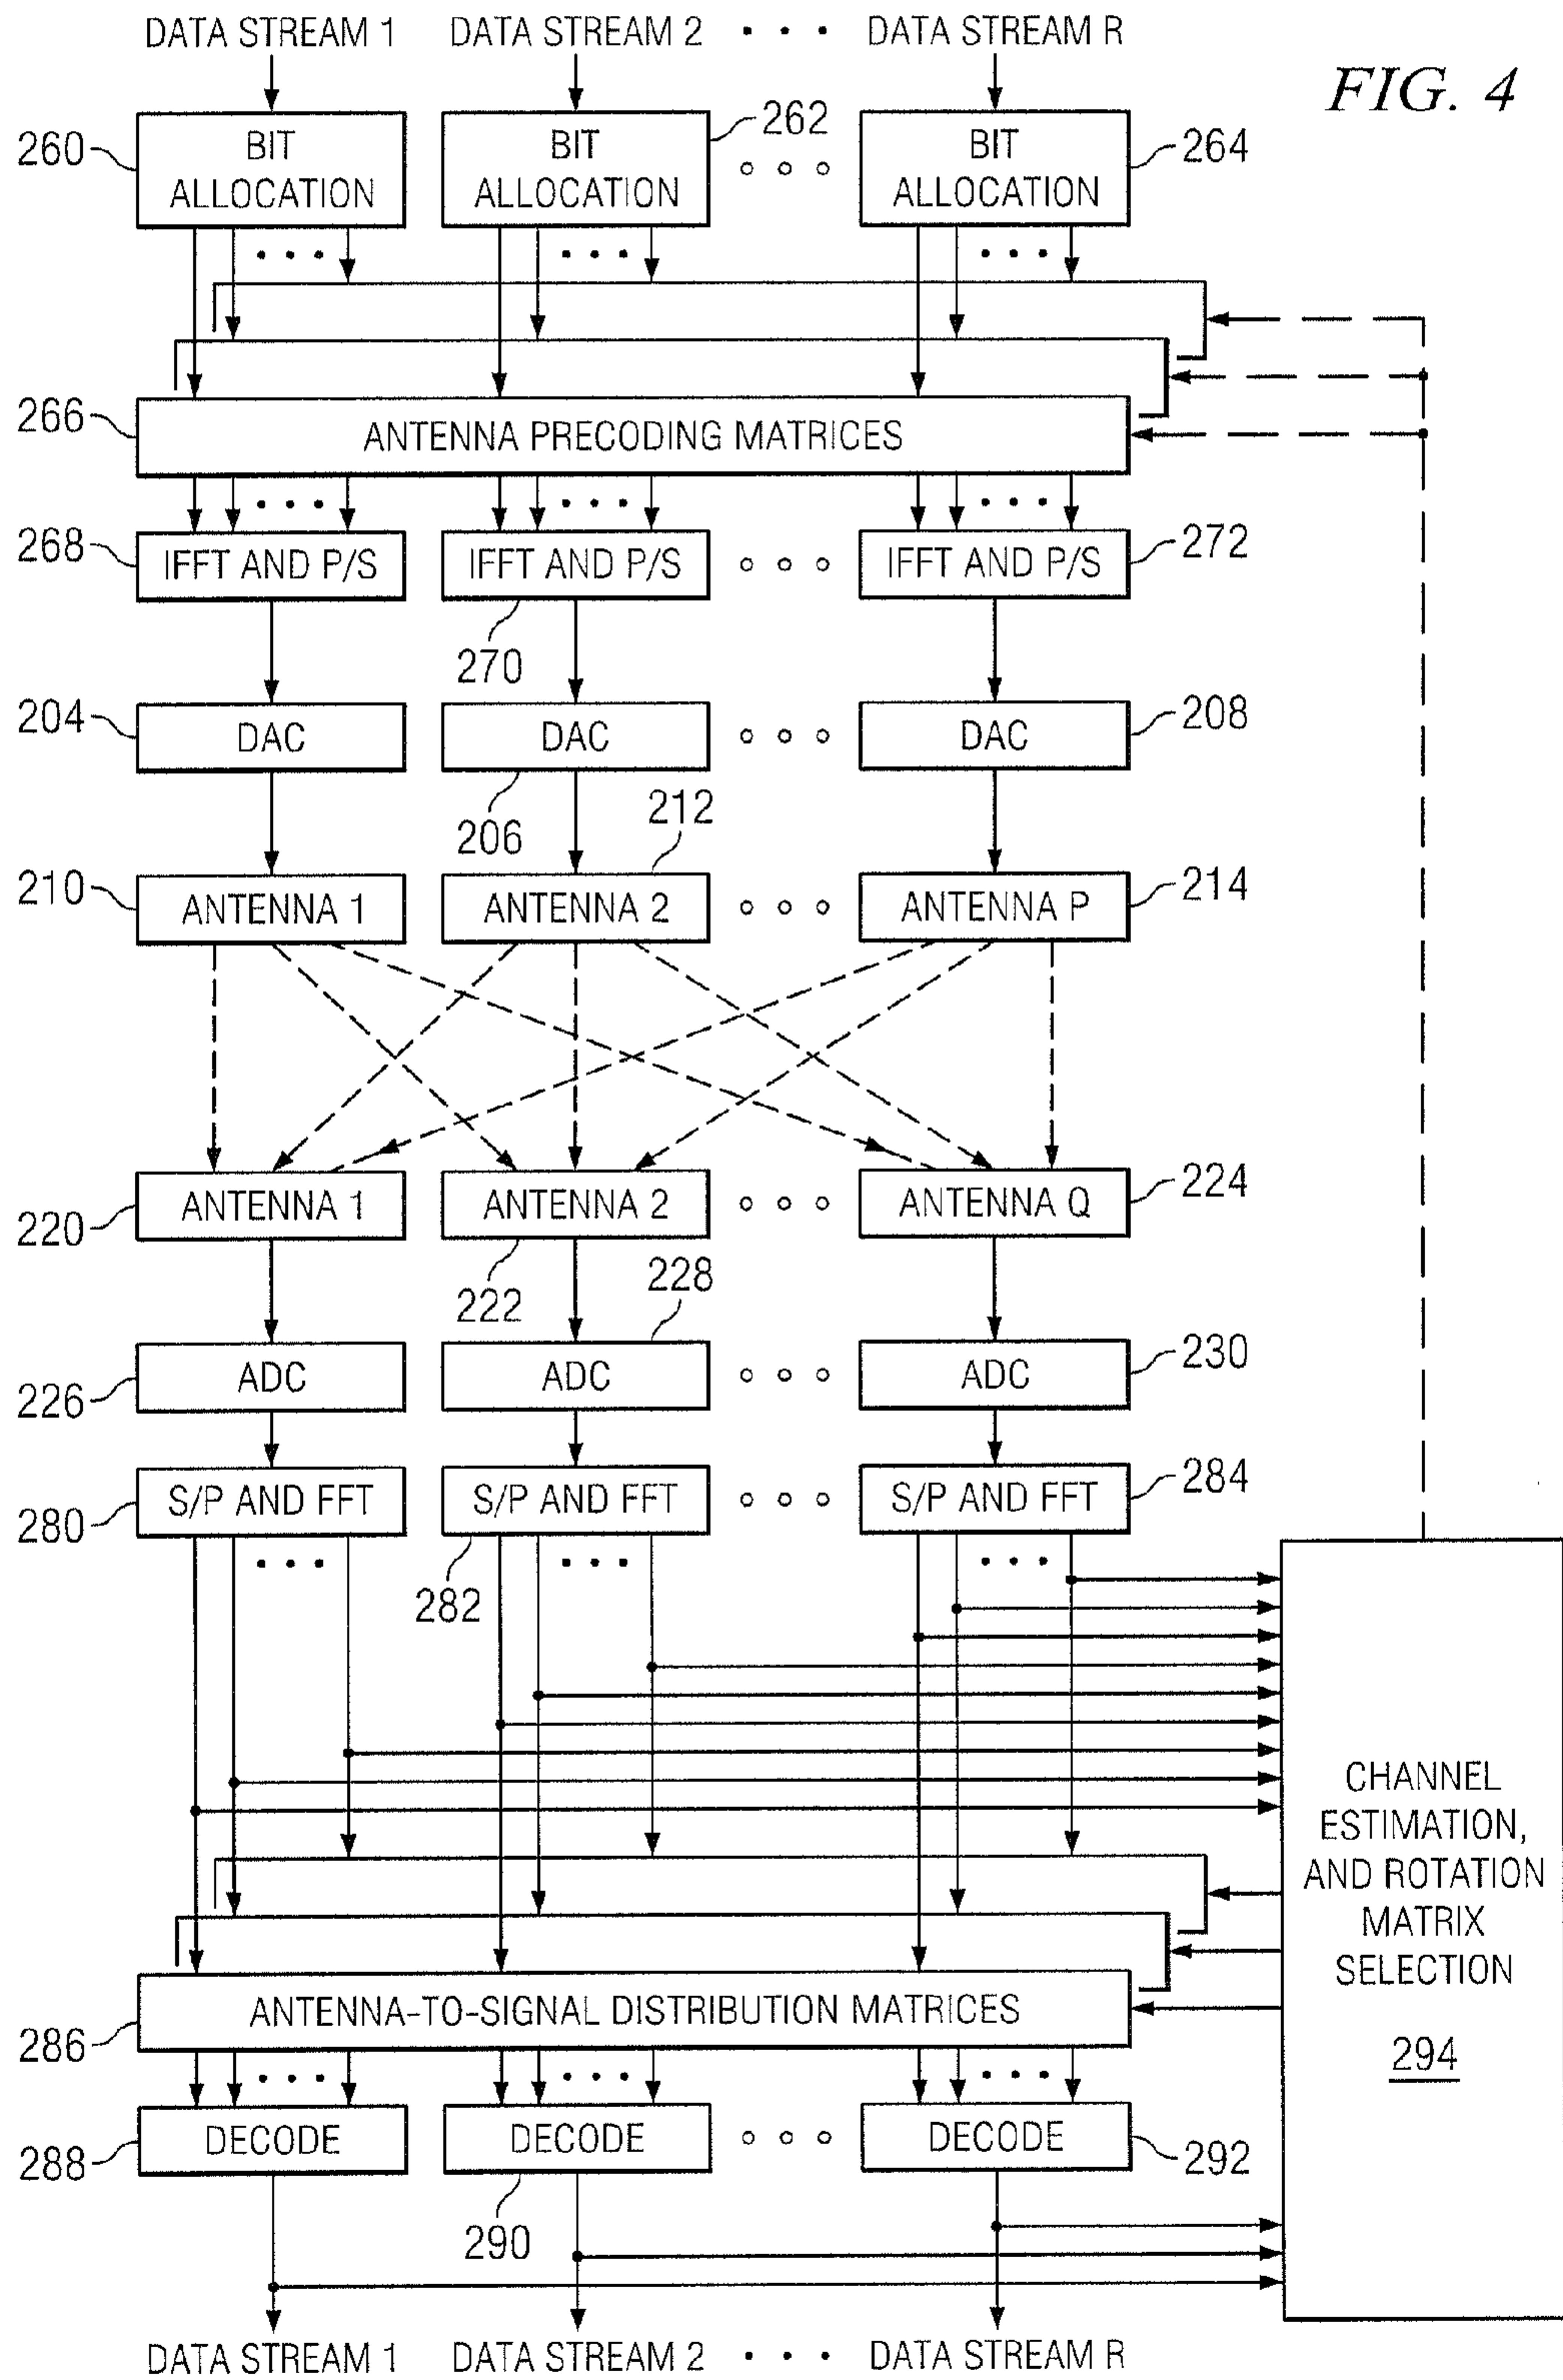 DATA STREAM 1 DATA STREAM 2 • • • DATA STREAM R
FIG. 4
260 BIT ALLOCATION
BIT ALLOCATION 262
○ ○ ○
BIT ALLOCATION 264
• • • • • • • • •
266 ANTENNA PRECODING MATRICES
• • • • • • • • •
268 IFFT AND P/S IFFT AND P/S ○ ○ ○ IFFT AND P/S 272
270
204 DAC DAC ○ ○ ○ DAC 208
206 212
210 ANTENNA 1 ANTENNA 2 ○ ○ ○ ANTENNA P 214
220 ANTENNA 1 ANTENNA 2 ○ ○ ○ ANTENNA Q 224
222 228
226 ADC ADC ○ ○ ○ ADC 230
280 S/P AND FFT S/P AND FFT ○ ○ ○ S/P AND FFT 284
• • • • • • • • •
282
CHANNEL
ESTIMATION,
AND ROTATION
MATRIX
SELECTION
294
286 ANTENNA-TO-SIGNAL DISTRIBUTION MATRICES
• • • • • • • • •
288 DECODE DECODE ○ ○ ○ DECODE 292
290
DATA STREAM 1 DATA STREAM 2 • • • DATA STREAM R